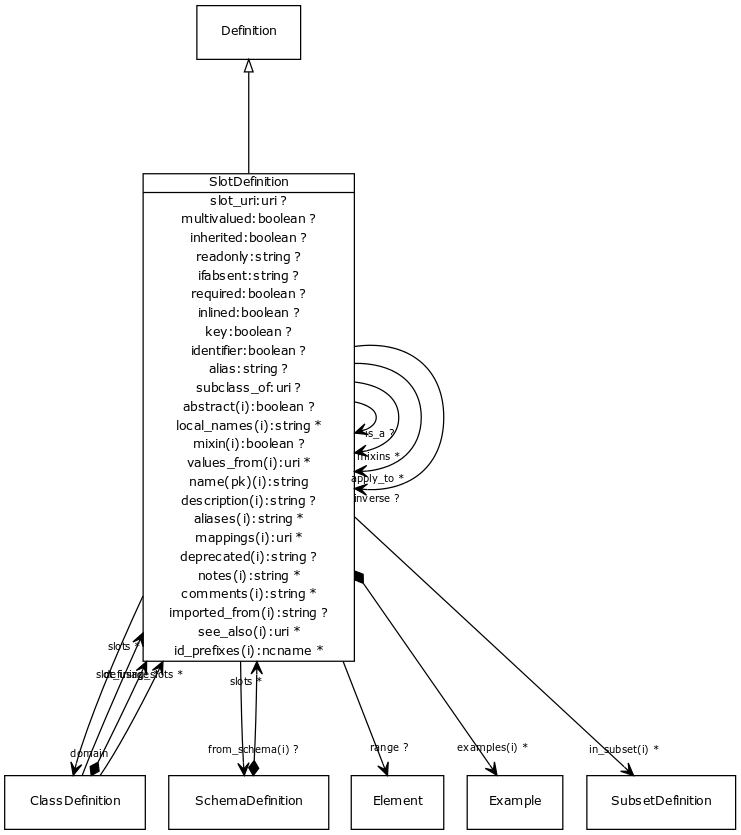 Definition
SlotDefinition
slot_uri:uri ?
multivalued:boolean ?
inherited:boolean ?
readonly:string ?
ifabsent:string ?
required:boolean ?
inlined:boolean ?
key:boolean ?
identifier:boolean ?
alias:string ?
subclass_of:uri ?
abstract(i):boolean ?
local_names(i):string *
mixin(i):boolean ?
values_from(i):uri *
name(pk)(i):string
description(i):string ?
aliases(i):string *
mappings(i):uri *
deprecated(i):string ?
notes(i):string *
comments(i):string *
imported_from(i):string ?
see_also(i):uri *
id_prefixes(i):ncname *
is_a ?
mixins *
apply_to *
inverse ?
slots *
slots *
domain
from_schema(i) ?
range ?
examples(i) *
in_subset(i) *
ClassDefinition
SchemaDefinition
Element
Example
SubsetDefinition